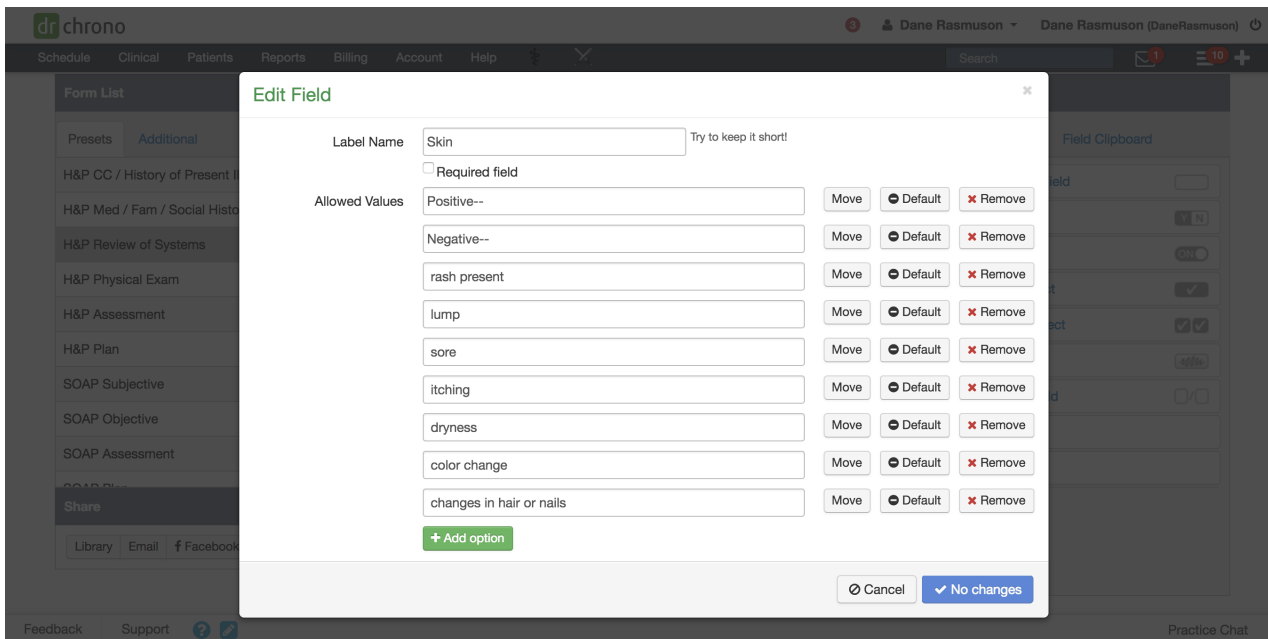 drchrono
3 Dane Rasmuson Dane Rasmuson (DaneRasmuson)
Schedule Clinical Patients Reports Billing Account Help Search 1 10
Form List
Edit Field
Presets Additional
Label Name Skin Try to keep it short!
Field Clipboard
Required field
H&P CC / History of Present
Allowed Values Positive-- Move Default Remove
H&P Med / Fam / Social Histo
Y N
Negative-- Move Default Remove
H&P Review of Systems
ON
rash present Move Default Remove
H&P Physical Exam
lump Move Default Remove
H&P Assessment
sore Move Default Remove
H&P Plan
itching Move Default Remove
SOAP Subjective
SOAP Objective
dryness Move Default Remove
SOAP Assessment
color change Move Default Remove
Share
changes in hair or nails Move Default Remove
Add option
Library Email Facebook
Cancel No changes
Feedback Support ? Practice Chat